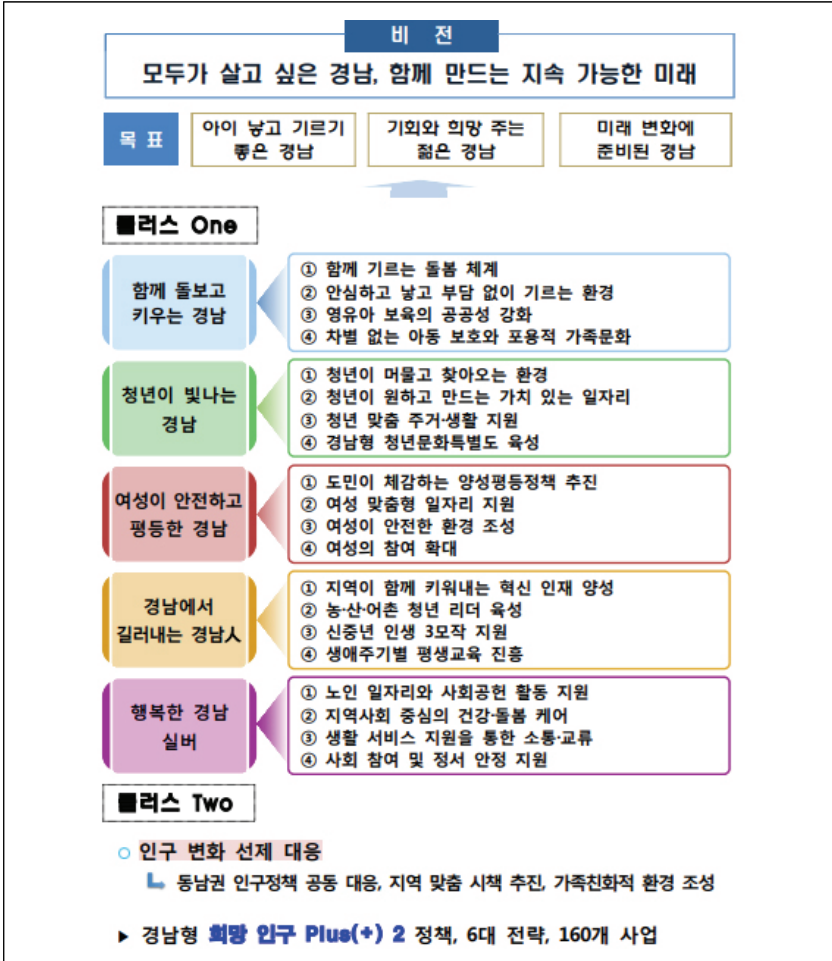 비 전
모두가 살고 싶은 경남, 함께 만드는 지속 가능한 미래
목 표
아이 낳고 기르기
좋은 경남
기회와 희망 주는
젊은 경남
미래 변화에
준비된 경남
플러스 One
함께 돌보고
키우는 경남
① 함께 기르는 돌봄 체계
② 안심하고 낳고 부담 없이 기르는 환경
③ 영유아 보육의 공공성 강화
④ 차별 없는 아동 보호와 포용적 가족문화
청년이 빛나는
경남
① 청년이 머물고 찾아오는 환경
② 청년이 원하고 만드는 가치 있는 일자리
③ 청년 맞춤 주거·생활 지원
④ 경남형 청년문화특별도 육성
여성이 안전하고
평등한 경남
① 도민이 체감하는 양성평등정책 추진
② 여성 맞춤형 일자리 지원
③ 여성이 안전한 환경 조성
④ 여성의 참여 확대
경남에서
길러내는 경남人
① 지역이 함께 키워내는 혁신 인재 양성
② 농·산·어촌 청년 리더 육성
③ 신중년 인생 3모작 지원
④ 생애주기별 평생교육 진흥
행복한 경남
실버
① 노인 일자리와 사회공헌 활동 지원
② 지역사회 중심의 건강·돌봄 케어
③ 생활 서비스 지원을 통한 소통·교류
④ 사회 참여 및 정서 안정 지원
플러스 Two
○ 인구 변화 선제 대응
동남권 인구정책 공동 대응, 지역 맞춤 시책 추진, 가족친화적 환경 조성
▶ 경남형 희망 인구 Plus(+) 2 정책, 6대 전략, 160개 사업